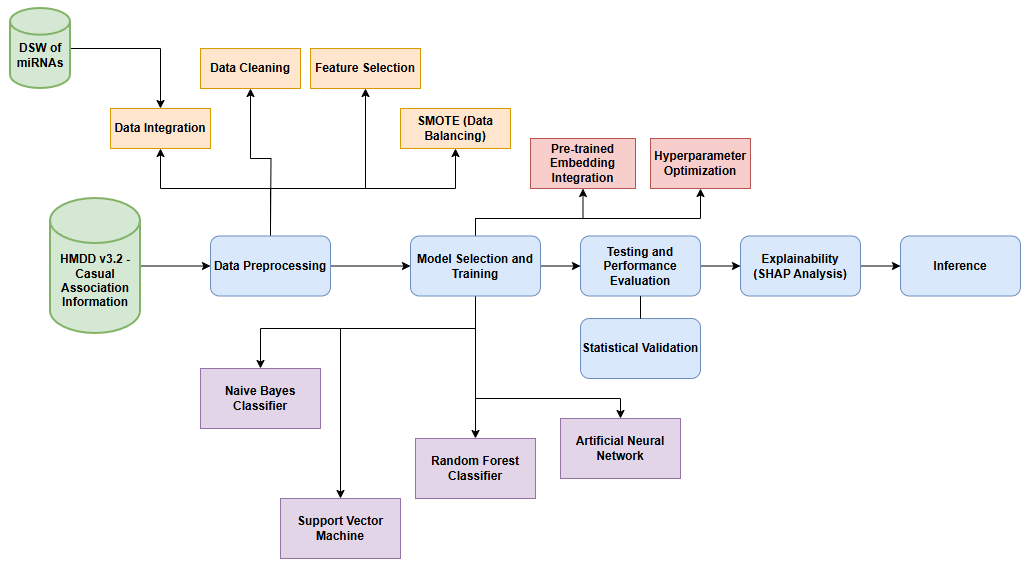 DSW of
miRNAs
Data Cleaning
Feature Selection
Data Integration
SMOTE (Data
Balancing)
Pre-trained
Embedding
Integration
Hyperparameter
Optimization
HMDD v3.2 -
Casual
Association
Information
Data Preprocessing
Model Selection and
Training
Testing and
Performance
Evaluation
Explainability
(SHAP Analysis)
Inference
Statistical Validation
Naive Bayes
Classifier
Random Forest
Classifier
Artificial Neural
Network
Support Vector
Machine